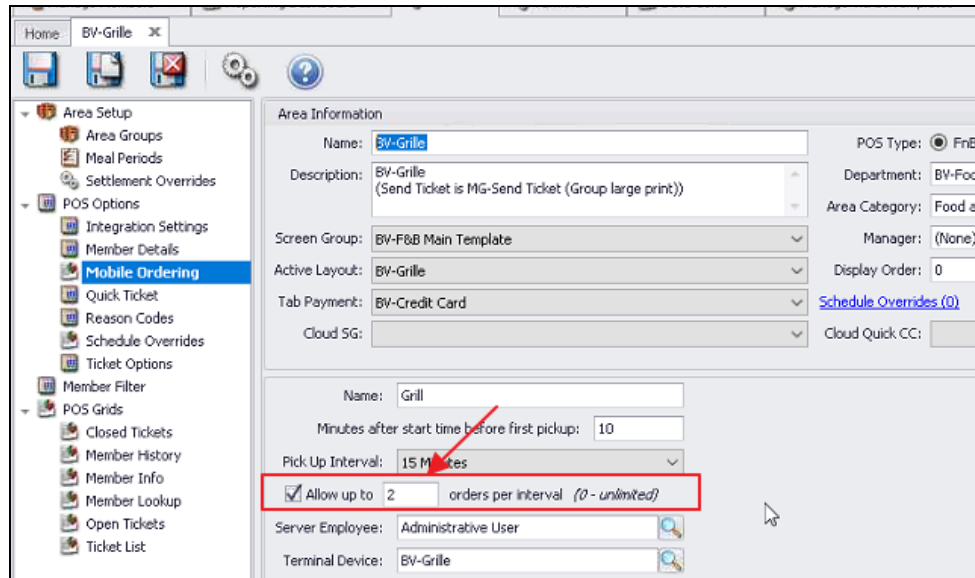 Home BV-Grille
Area Setup
Area Groups
Meal Periods
Settlement Overrides
POS Options
Integration Settings
Member Details
Mobile Ordering
Quick Ticket
Reason Codes
Schedule Overrides
Ticket Options
Member Filter
POS Grids
Closed Tickets
Member History
Member Info
Member Lookup
Open Tickets
Ticket List
Area Information
Name: BV-Grille POS Type: FnB
Description: BV-Grille
(Send Ticket is MG-Send Ticket (Group large print)) Department: BV-Foo
Area Category: Food a
Screen Group: BV-F&B Main Template Manager: (None)
Active Layout: BV-Grille Display Order: 0
Tab Payment: BV-Credit Card Schedule Overrides (0)
Cloud SG: Cloud Quick CC:
Name: Grill
Minutes after start time before first pickup: 10
Pick Up Interval: 15 Minutes
Allow up to 2 orders per interval (0 - unlimited)
Server Employee: Administrative User
Terminal Device: BV-Grille